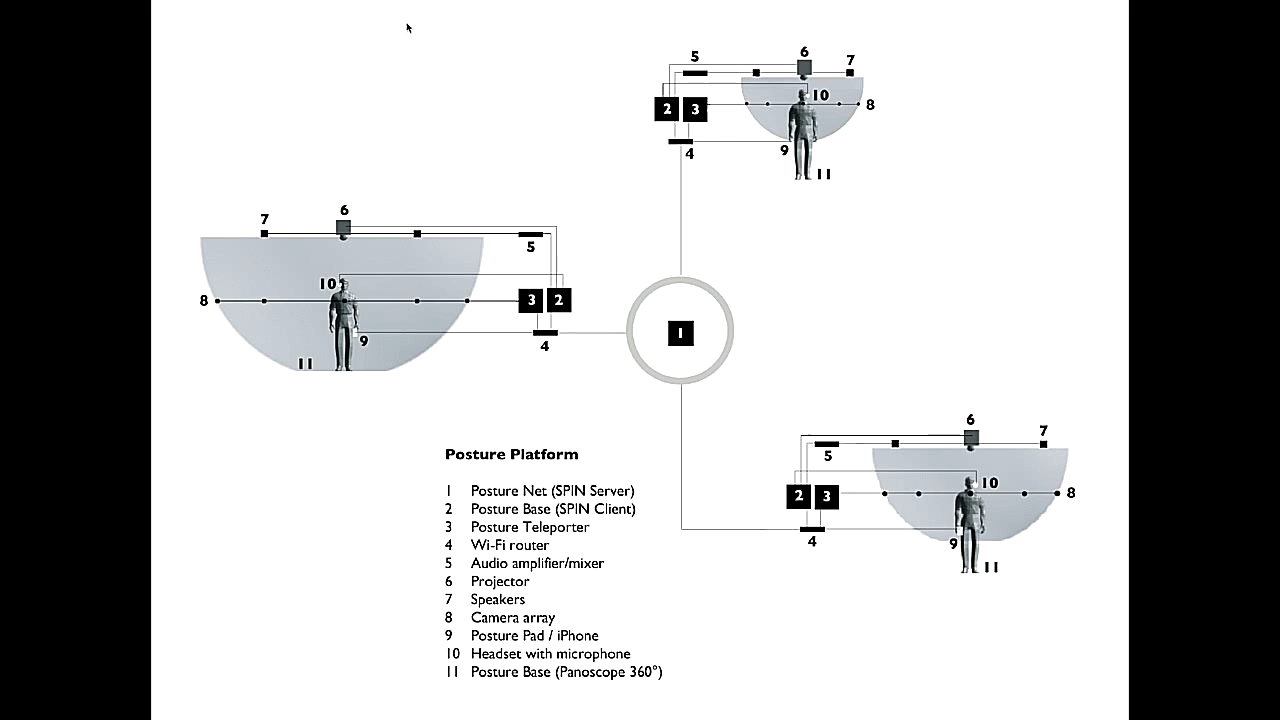 5
6
7
2
3
10
8
4
9
11
7
6
5
10
8
3
2
9
4
11
1
6
7
5
10
2
3
8
4
9
11
Posture Platform
1 Posture Net (SPIN Server)
2 Posture Base (SPIN Client)
3 Posture Teleporter
4 Wi-Fi router
5 Audio amplifier/mixer
6 Projector
7 Speakers
8 Camera array
9 Posture Pad / iPhone
10 Headset with microphone
11 Posture Base (Panoscope 360°)